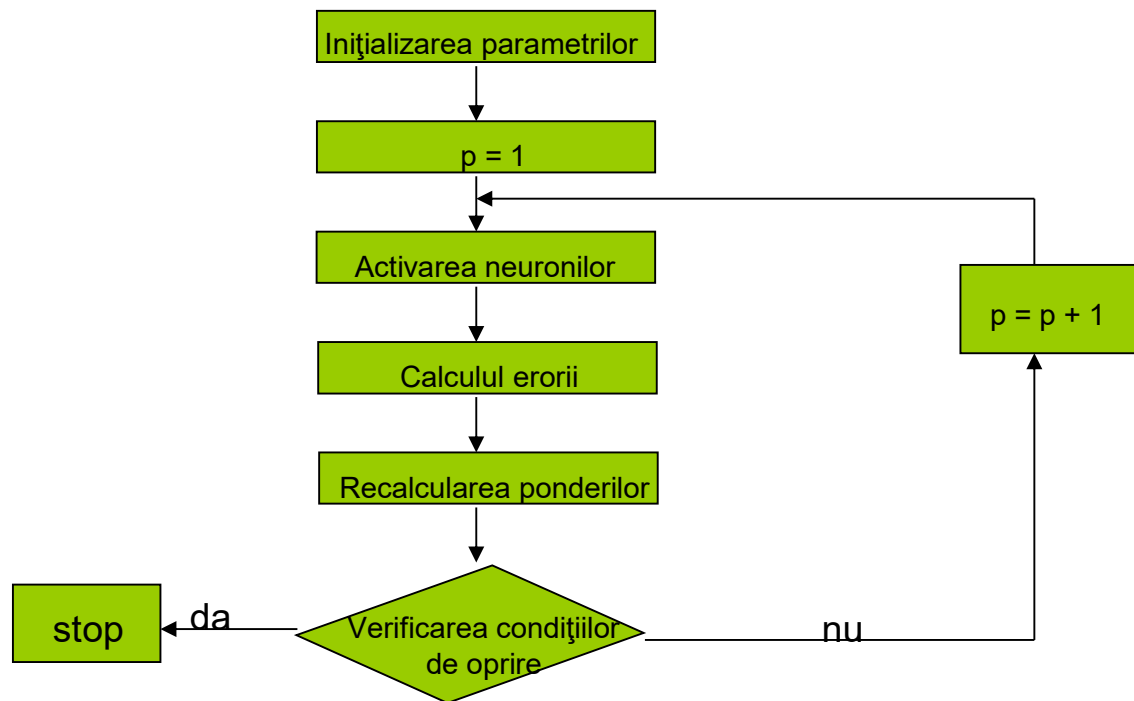 Iniţializarea parametrilor
p = 1
Activarea neuronilor
p = p + 1
Calculul erorii
Recalcularea ponderilor
stop
da
Verificarea condiţiilor
de oprire
nu